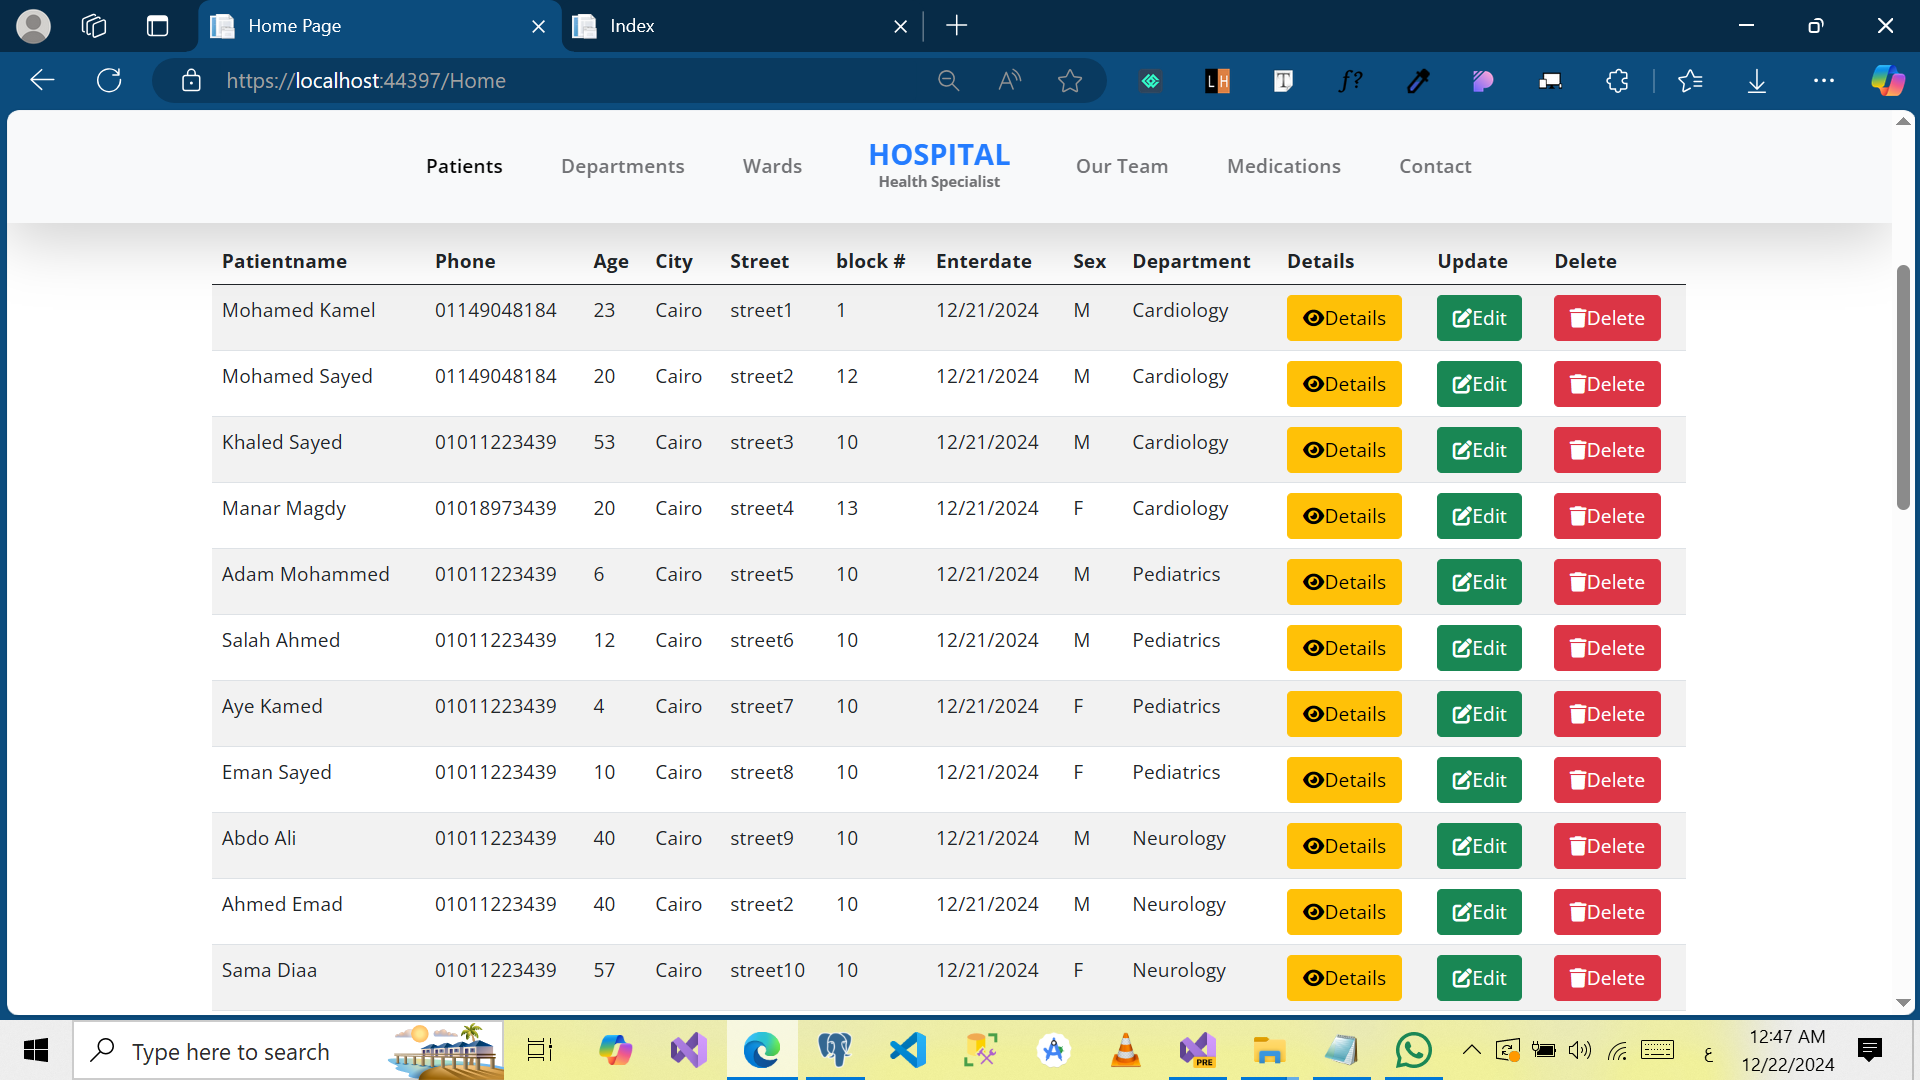 Home Page
Index
https://localhost:44397/Home
Patients Departments Wards HOSPITAL Our Team Medications Contact
Health Specialist
Patientname Phone Age City Street block # Enterdate Sex Department Details Update Delete
Mohamed Kamel 01149048184 23 Cairo street1 1 12/21/2024 M Cardiology Details Edit Delete
Mohamed Sayed 01149048184 20 Cairo street2 12 12/21/2024 M Cardiology Details Edit Delete
Khaled Sayed 01011223439 53 Cairo street3 10 12/21/2024 M Cardiology Details Edit Delete
Manar Magdy 01018973439 20 Cairo street4 13 12/21/2024 F Cardiology Details Edit Delete
Adam Mohammed 01011223439 6 Cairo street5 10 12/21/2024 M Pediatrics Details Edit Delete
Salah Ahmed 01011223439 12 Cairo street6 10 12/21/2024 M Pediatrics Details Edit Delete
Aye Kamed 01011223439 4 Cairo street7 10 12/21/2024 F Pediatrics Details Edit Delete
Eman Sayed 01011223439 10 Cairo street8 10 12/21/2024 F Pediatrics Details Edit Delete
Abdo Ali 01011223439 40 Cairo street9 10 12/21/2024 M Neurology Details Edit Delete
Ahmed Emad 01011223439 40 Cairo street2 10 12/21/2024 M Neurology Details Edit Delete
Sama Diaa 01011223439 57 Cairo street10 10 12/21/2024 F Neurology Details Edit Delete
Type here to search
PRE
ع
12:47 AM
12/22/2024